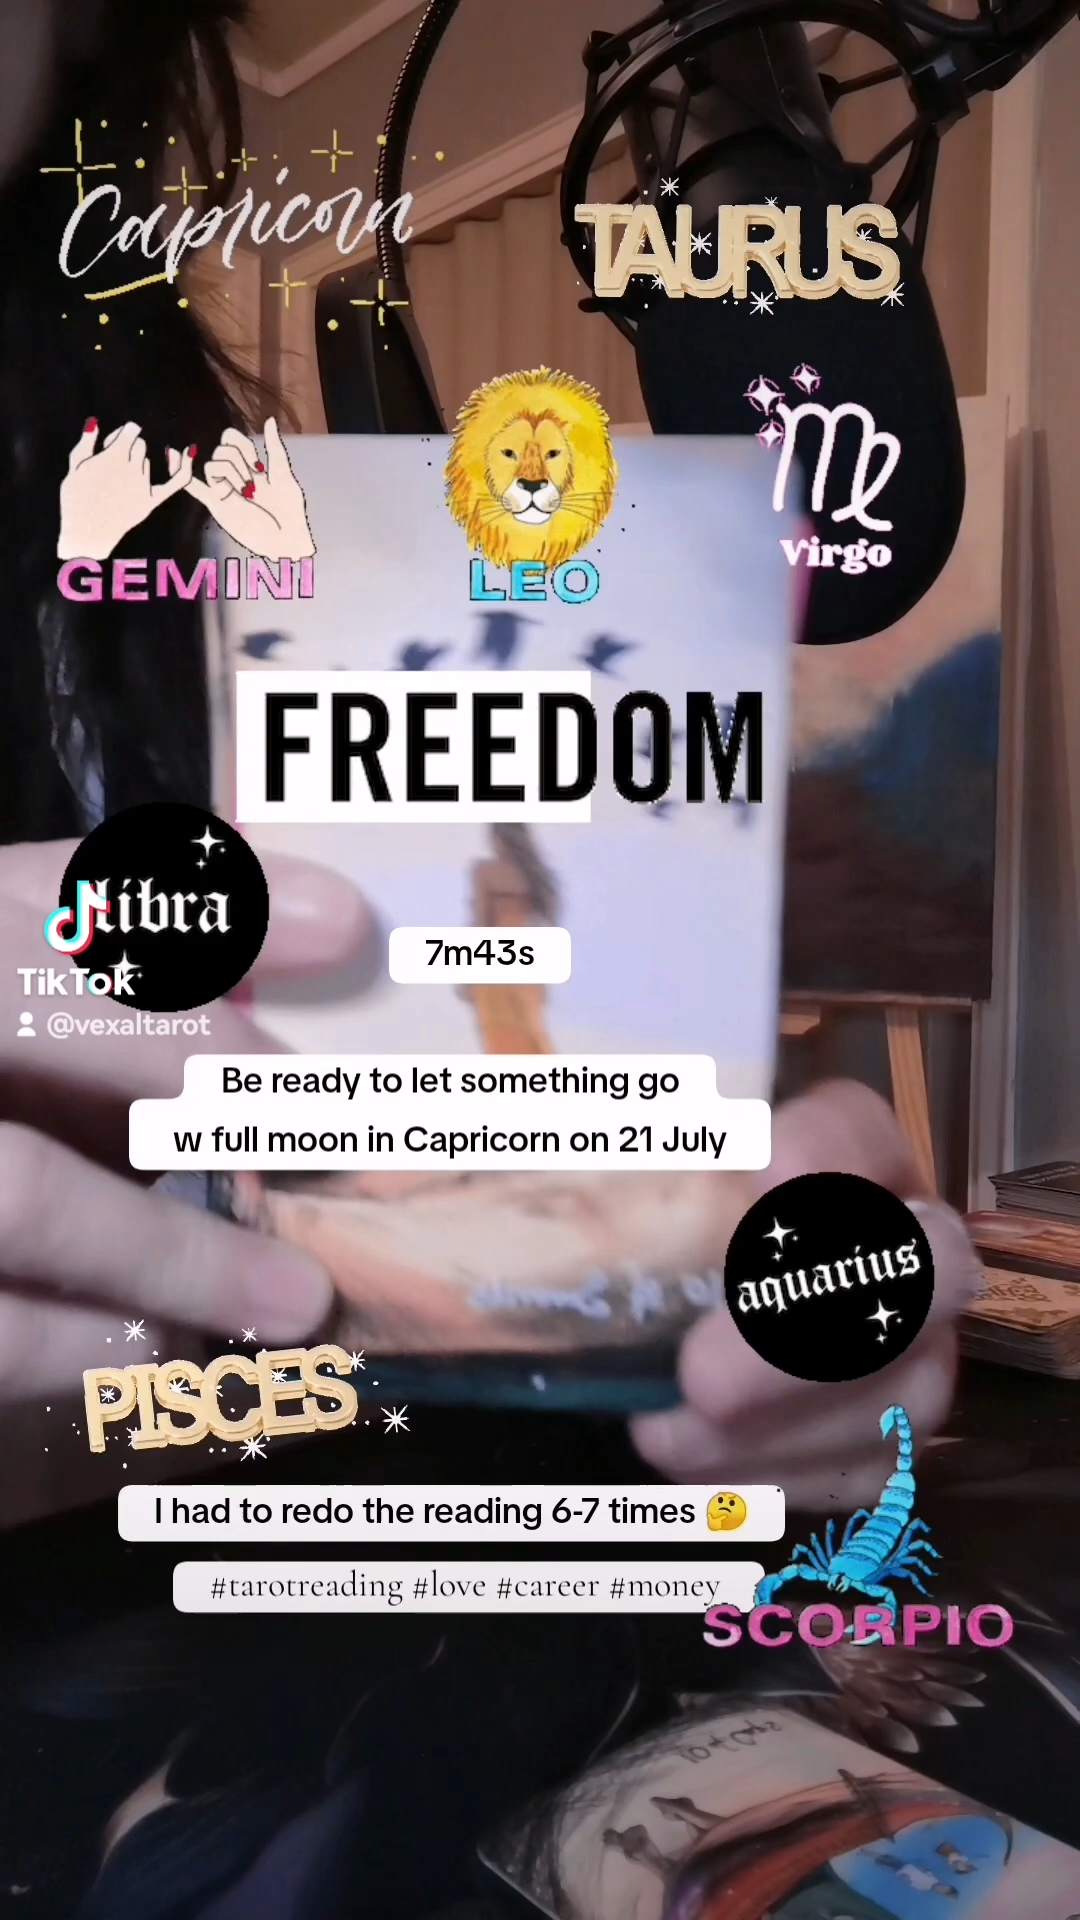 Capricorn
TAURUS
GEMINI
LEO
Virgo
FREEDOM
libra
TikTok
@vexaltarot
7m43s
Be ready to let something go
w full moon in Capricorn on 21 July
aquarius
PISCES
I had to redo the reading 6-7 times 🤔
#tarotreading #love #career #money
SCORPIO